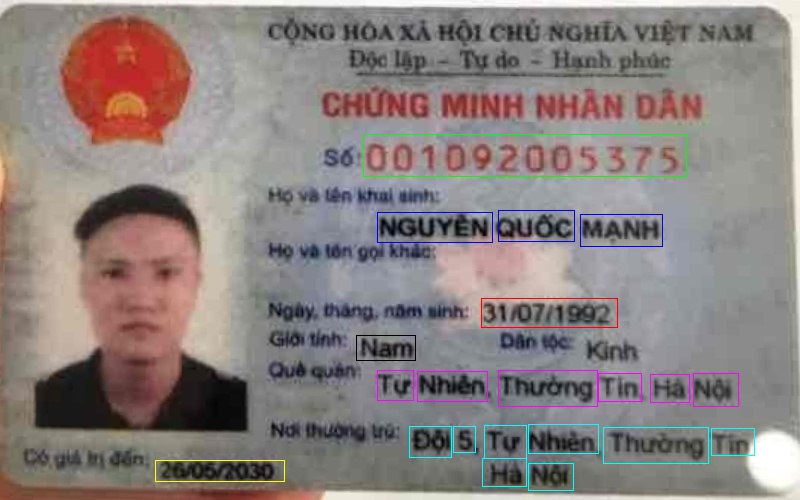 CỘNG HÒA XÃ HỘI CHỦ NGHĨA VIỆT NAM
Độc lập - Tự do - Hạnh phúc
CHỨNG MINH NHÂN DÂN
Số: 001092005375
Họ và tên khai sinh:
NGUYỄN QUỐC MẠNH
Họ và tên gọi khác:
Ngày, tháng, năm sinh: 31/07/1992
Giới tính: Nam Dân tộc: Kinh
Quê quán: Tự Nhiên, Thường Tín, Hà Nội
Nơi thường trú: Đội 5, Tự Nhiên, Thường Tín
Hà Nội
Có giá trị đến: 26/05/2030